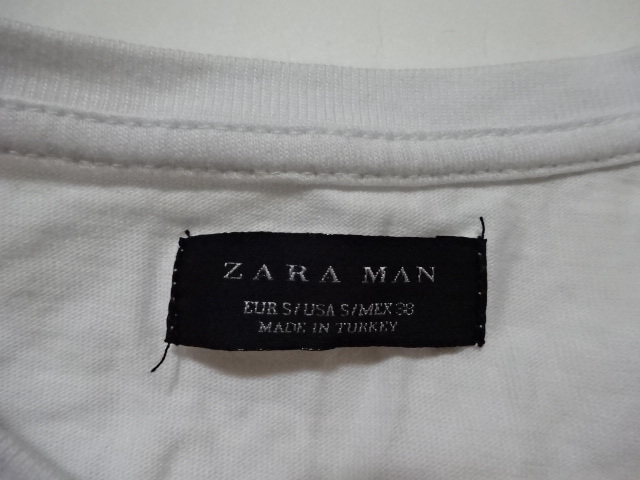 ZARA MAN
EUR S/USA S/MEX 38
MADE IN TURKEY